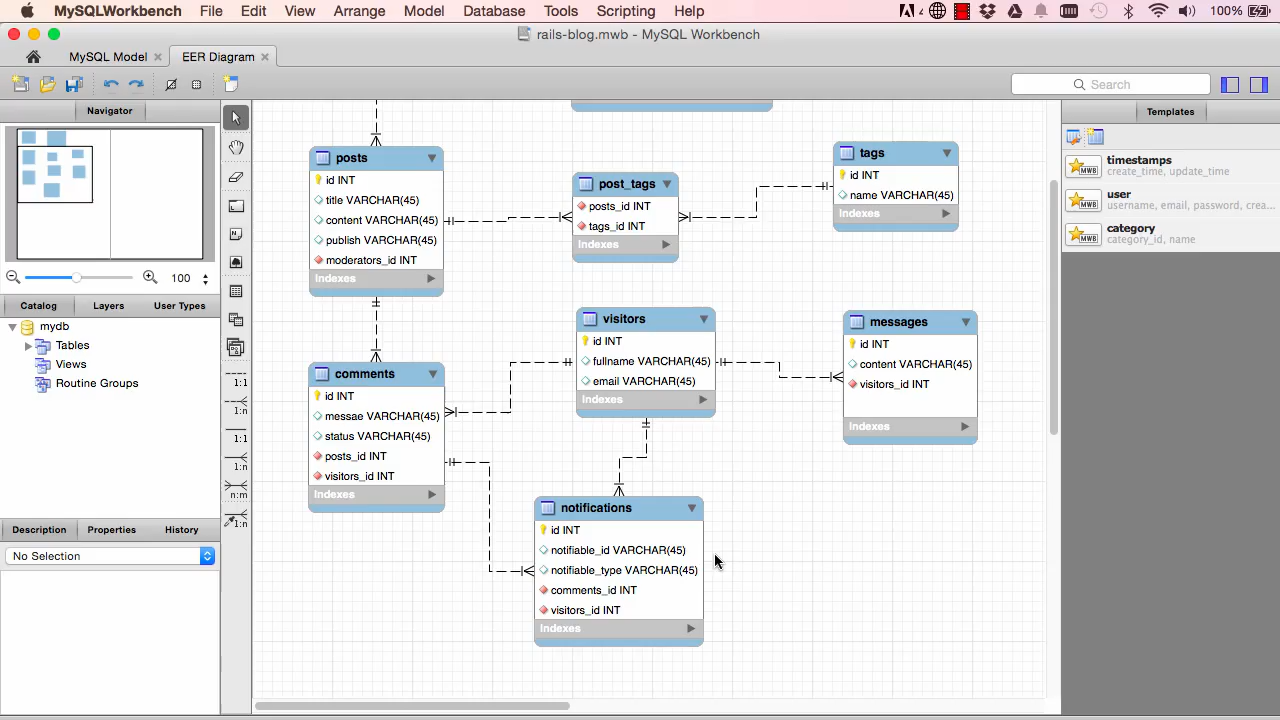 MySQLWorkbench File Edit View Arrange Model Database Tools Scripting Help 4 100%
rails-blog.mwb - MySQL Workbench
MySQL Model EER Diagram
Search
Navigator
100
Catalog Layers User Types
mydb
Tables
Views
Routine Groups
Description Properties History
No Selection
1:1
1:n
1:1
1:n
n:m
1:n
posts
id INT
title VARCHAR(45)
content VARCHAR(45)
publish VARCHAR(45)
moderators_id INT
Indexes
post_tags
posts_id INT
tags_id INT
Indexes
tags
id INT
name VARCHAR(45)
Indexes
visitors
id INT
fullname VARCHAR(45)
email VARCHAR(45)
Indexes
messages
id INT
content VARCHAR(45)
visitors_id INT
Indexes
comments
id INT
messae VARCHAR(45)
status VARCHAR(45)
posts_id INT
visitors_id INT
Indexes
notifications
id INT
notifiable_id VARCHAR(45)
notifiable_type VARCHAR(45)
comments_id INT
visitors_id INT
Indexes
Templates
MWB
timestamps
create_time, update_time
MWB
user
username, email, password, crea...
MWB
category
category_id, name